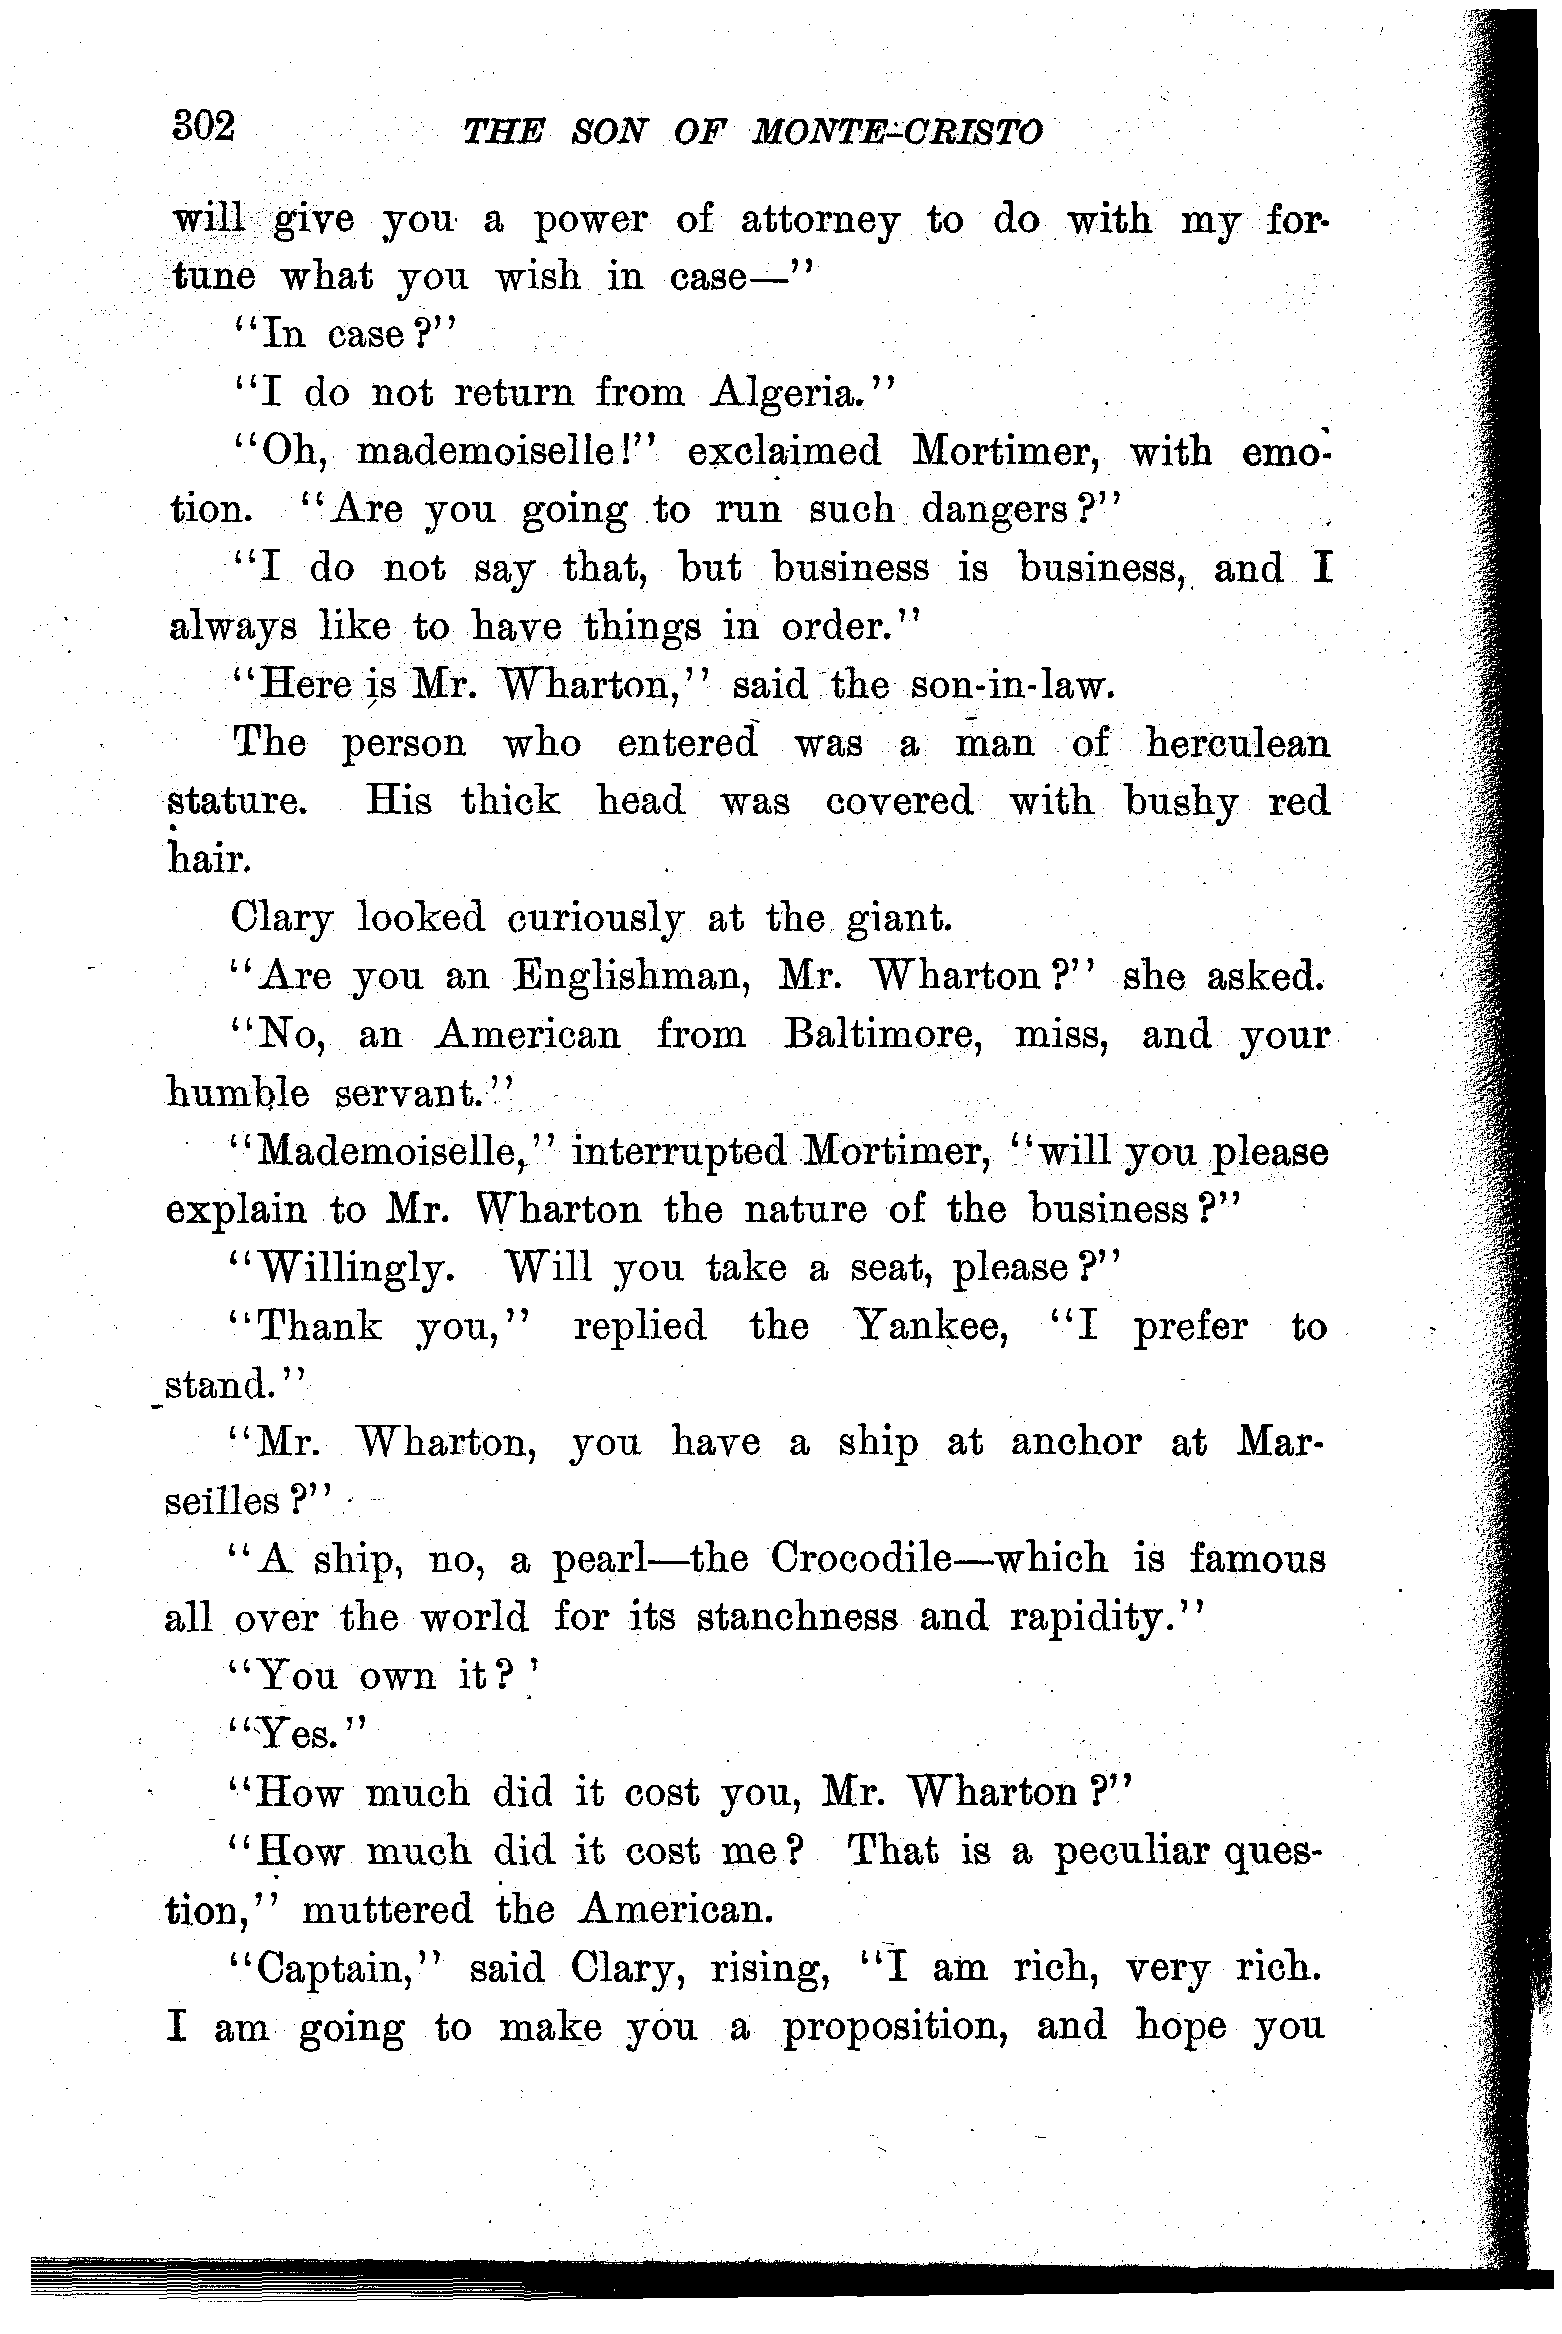 302 THE SON OF MONTE-CRISTO
will give you a power of attorney to do with my for-
tune what you wish in case—"
"In case?"
"I do not return from Algeria."
"Oh, mademoiselle!" exclaimed Mortimer, with emo-
tion. "Are you going to run such dangers?"
"I do not say that, but business is business, and I
always like to have things in order."
"Here is Mr. Wharton," said the son-in-law.
The person who entered was a man of herculean
stature. His thick head was covered with bushy red
hair.
Clary looked curiously at the giant.
"Are you an Englishman, Mr. Wharton?" she asked.
"No, an American from Baltimore, miss, and your
humble servant."
"Mademoiselle," interrupted Mortimer, "will you please
explain to Mr. Wharton the nature of the business?"
"Willingly. Will you take a seat, please?"
"Thank you," replied the Yankee, "I prefer to
stand."
"Mr. Wharton, you have a ship at anchor at Mar-
seilles?"
"A ship, no, a pearl—the Crocodile—which is famous
all over the world for its stanchness and rapidity."
"You own it?'
"Yes."
"How much did it cost you, Mr. Wharton?"
"How much did it cost me? That is a peculiar ques-
tion," muttered the American.
"Captain," said Clary, rising, "I am rich, very rich.
I am going to make you a proposition, and hope you